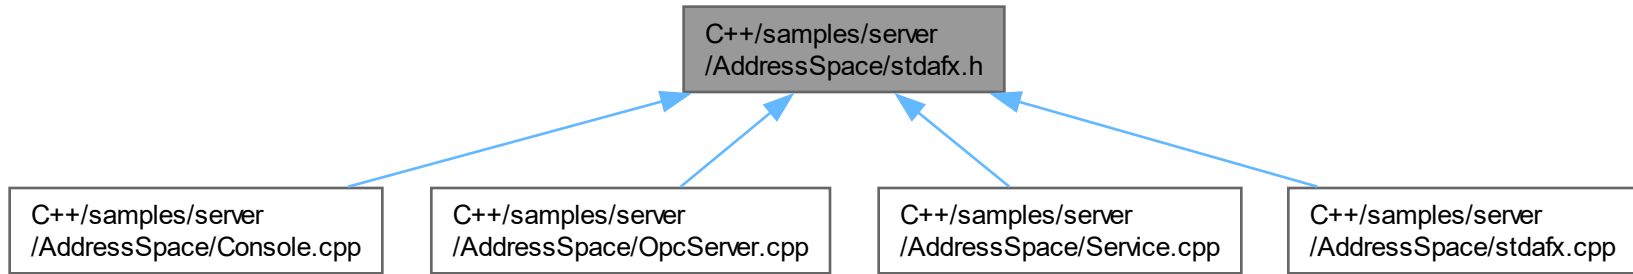 C++/samples/server
/AddressSpace/stdafx.h
C++/samples/server
/AddressSpace/Console.cpp
C++/samples/server
/AddressSpace/OpcServer.cpp
C++/samples/server
/AddressSpace/Service.cpp
C++/samples/server
/AddressSpace/stdafx.cpp